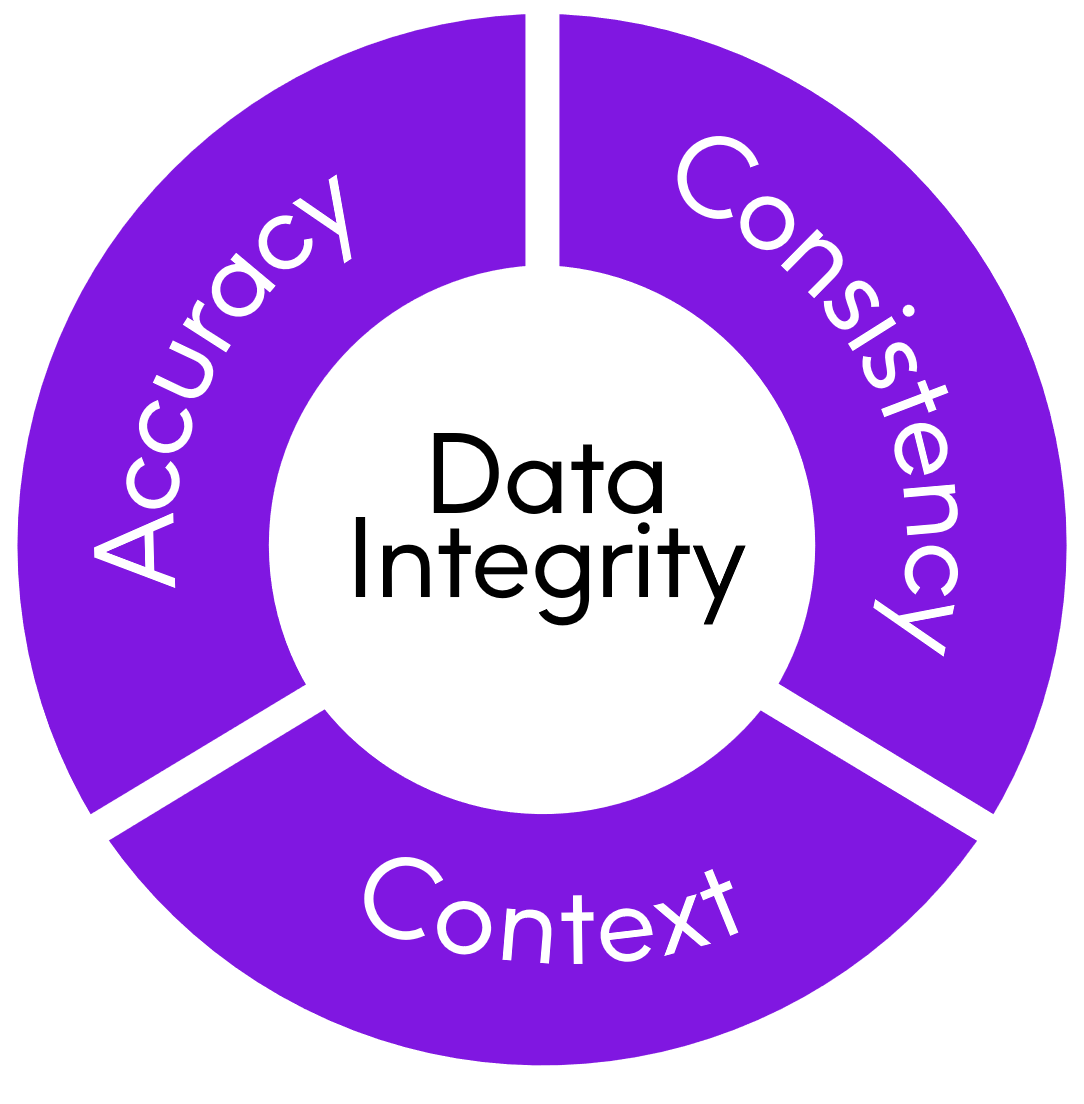 Accuracy
Consistency
Data
Integrity
Context